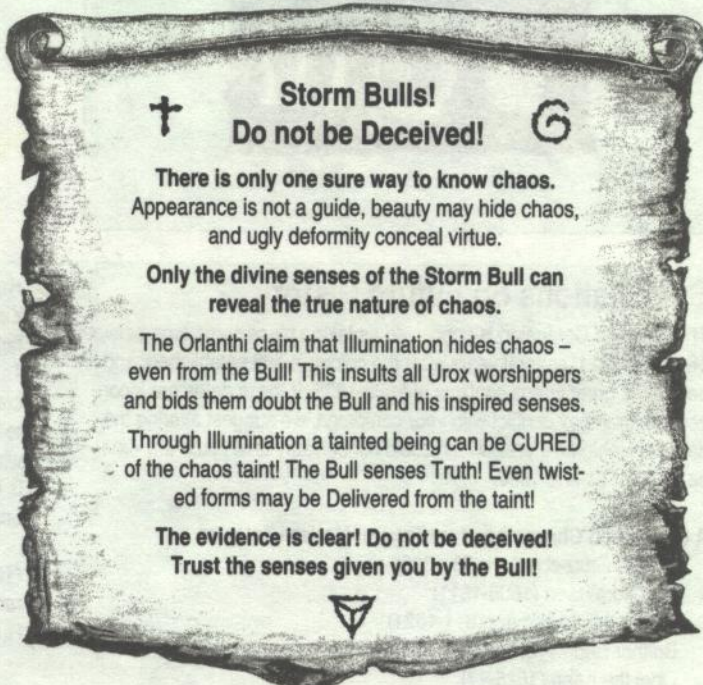 Storm Bulls!
Do not be Deceived!
There is only one sure way to know chaos.
Appearance is not a guide, beauty may hide chaos,
and ugly deformity conceal virtue.
Only the divine senses of the Storm Bull can
reveal the true nature of chaos.
The Orlanthi claim that Illumination hides chaos –
even from the Bull! This insults all Urox worshippers
and bids them doubt the Bull and his inspired senses.
Through Illumination a tainted being can be CURED
of the chaos taint! The Bull senses Truth! Even twist-
ed forms may be Delivered from the taint!
The evidence is clear! Do not be deceived!
Trust the senses given you by the Bull!